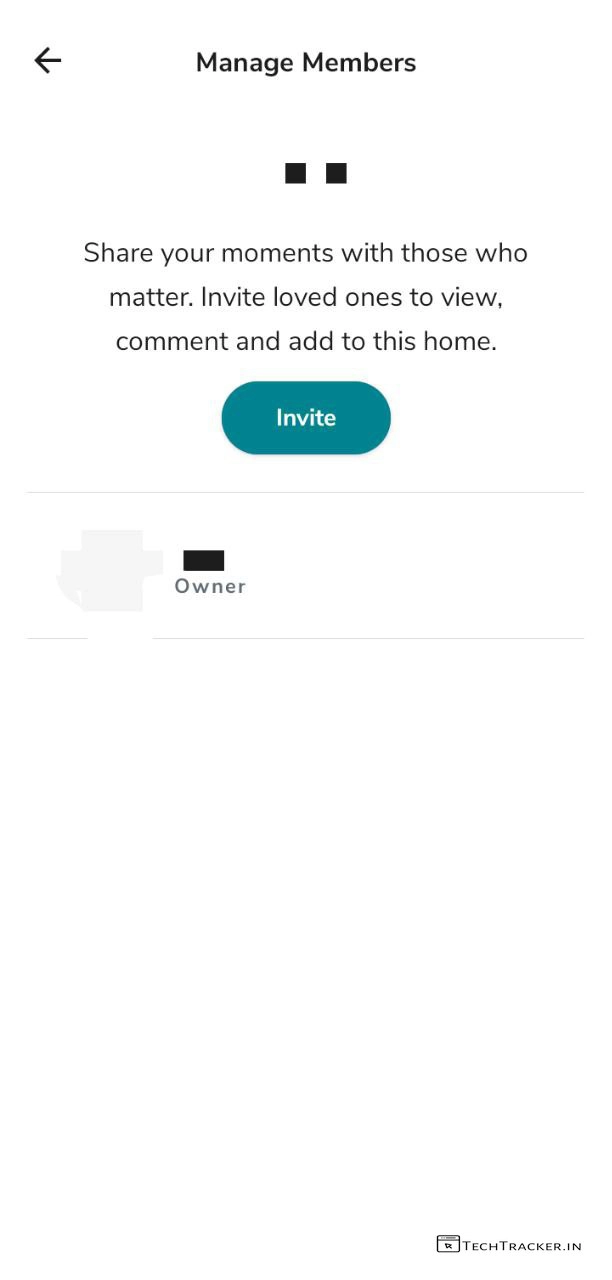 Manage Members
Share your moments with those who
matter. Invite loved ones to view,
comment and add to this home.
Invite
Owner
TECHTRACKER.IN